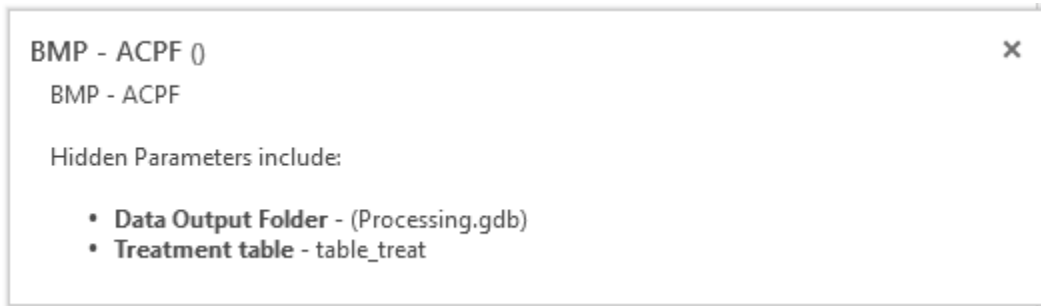 BMP - ACPF ()
BMP - ACPF
Hidden Parameters include:
• Data Output Folder - (Processing.gdb)
• Treatment table - table_treat